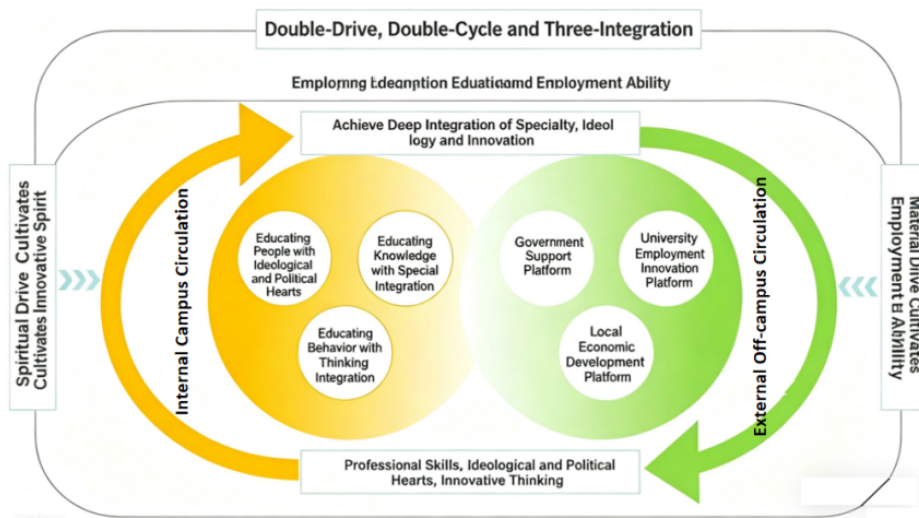 Double-Drive, Double-Cycle and Three-Integration
Employment Ability
Achieve Deep Integration of Specialty, Ideol
logy and Innovation
Spiritual Drive Cultivates
Cultivates Innovative Spirit
Internal Campus Circulation
Educating
People with
Ideological
and Political
Hearts
Educating
Knowledge
with Special
Integration
Educating
Behavior with
Thinking
Integration
Government
Support
Platform
University
Employment
Innovation
Platform
Local
Economic
Development
Platform
External Off-campus Circulation
Material Drive Cultivates
Employment
Professional Skills, Ideological and Political
Hearts, Innovative Thinking